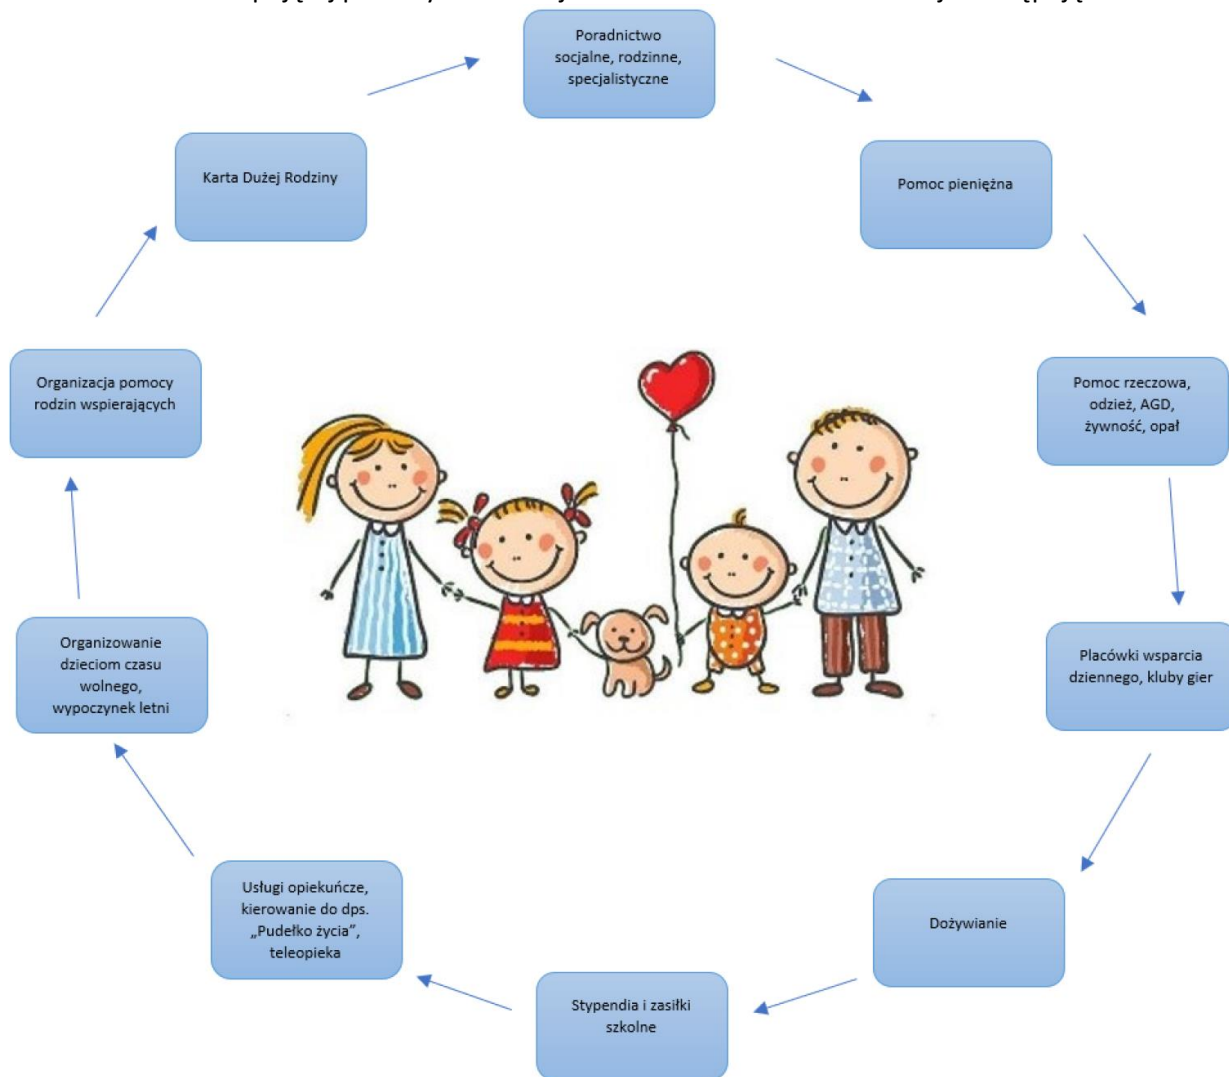 Poradnictwo
socjalne, rodzinne,
specjalistyczne
Pomoc pieniężna
Pomoc rzeczowa,
odzież, AGD,
żywność, opał
Placówki wsparcia
dziennego, kluby gier
Dożywianie
Stypendia i zasiłki
szkolne
Usługi opiekuńcze,
kierowanie do dps.
„Pudełko życia”,
teleopieka
Organizowanie
dzieciom czasu
wolnego,
wypoczynek letni
Organizacja pomocy
rodzin wspierających
Karta Dużej Rodziny